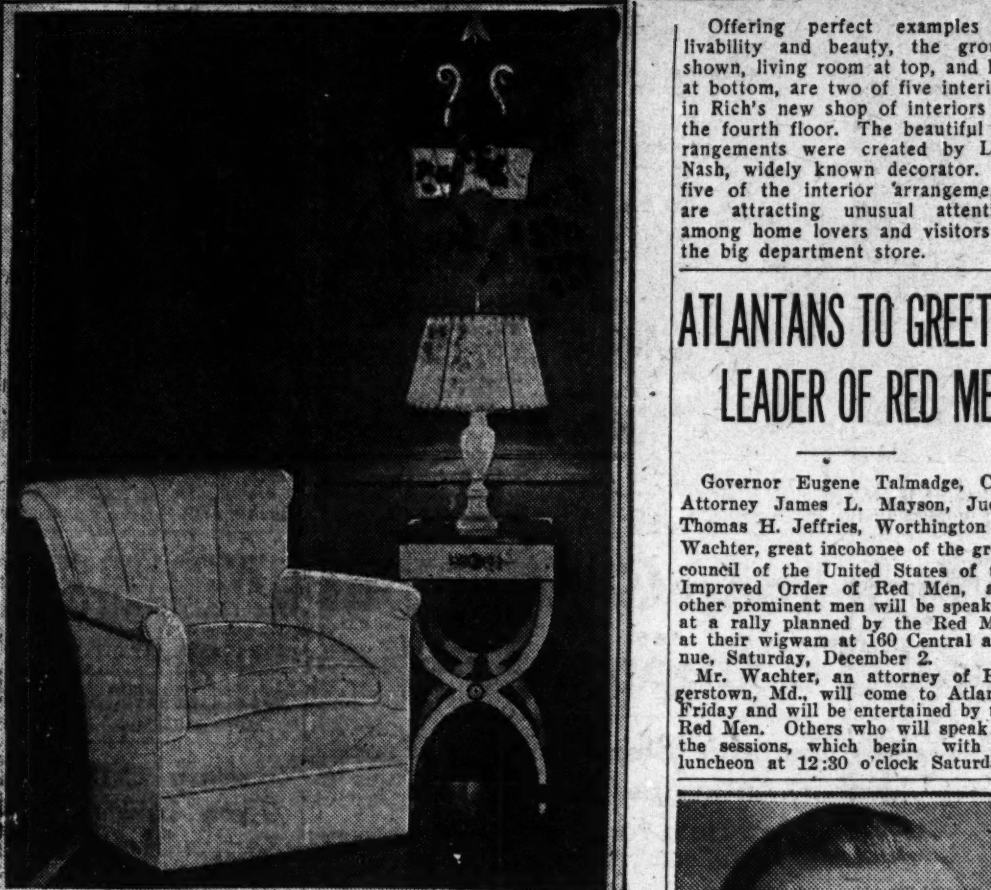 Offering perfect examples
livability and beauty, the
shown, living room at top, and
at bottom, are two of five
in Rich's new shop of interiors
the fourth floor. The beautiful
rangements were created by
Nash, widely known decorator.
five of the interior arrangeme
are attracting unusual attenti
among home lovers and visitors
the big department store.
ATLANTANS TO GREET
LEADER OF RED ME
Governor Eugene Talmadge, C
Attorney James L. Mayson, Ju
Thomas H. Jeffries, Worthington
Wachter, great incohonee of the gr
council of the United States of
Improved Order of Red Men, a
other prominent men will be speak
at a rally planned by the Red M
at their wigwam at 160 Central a
nue, Saturday, December 2.
Mr. Wachter, an attorney of
gerstown, Md., will come to Atlan
Friday and will be entertained by
Red Men. Others who will speak
the sessions, which begin with
luncheon at 12:30 o'clock Saturd